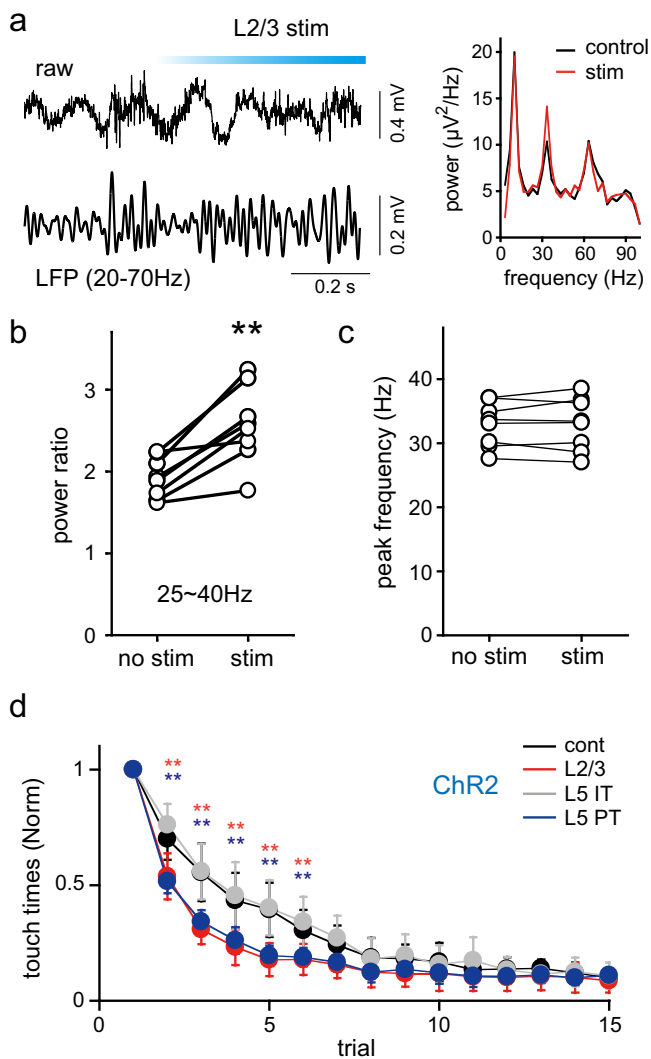 a
L2/3 stim
raw
0.4 mV
0.2 mV
LFP (20-70Hz)
0.2 s
control
stim
power (µV²/Hz)
20
15
10
5
0
0 30 60 90
frequency (Hz)
b
**
power ratio
3
2
1
0
25~40Hz
no stim stim
c
peak frequency (Hz)
40
30
20
10
0
no stim stim
d
touch times (Norm)
1
0.5
0
** ** ** ** **
** ** ** ** **
ChR2
cont
L2/3
L5 IT
L5 PT
0 5 10 15
trial